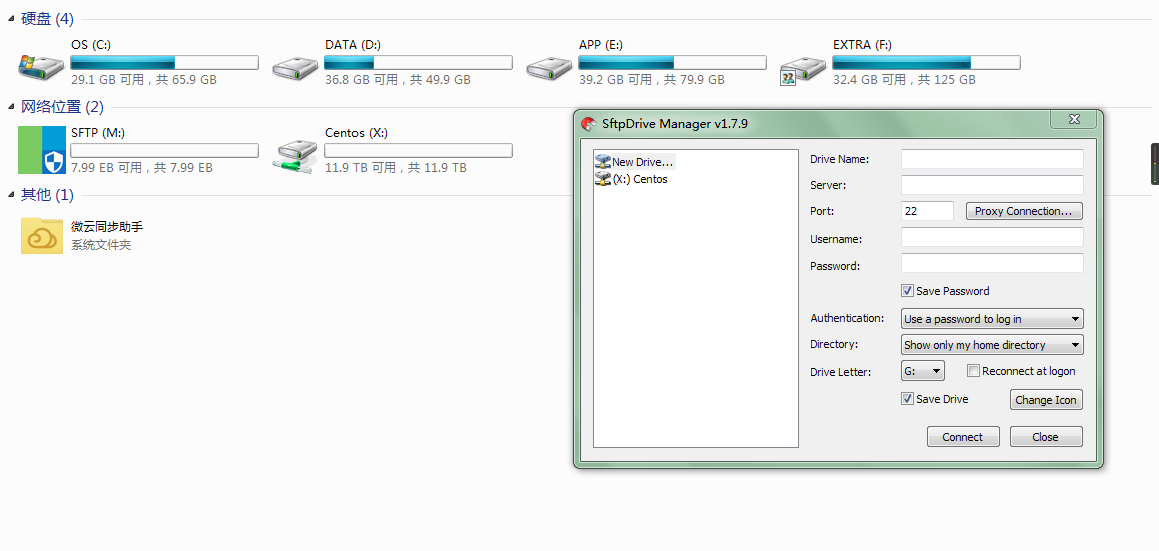 硬盘 (4)
OS (C:)
29.1 GB 可用，共 65.9 GB
DATA (D:)
36.8 GB 可用，共 49.9 GB
APP (E:)
39.2 GB 可用，共 79.9 GB
EXTRA (F:)
32.4 GB 可用，共 125 GB
网络位置 (2)
SFTP (M:)
7.99 EB 可用，共 7.99 EB
Centos (X:)
11.9 TB 可用，共 11.9 TB
其他 (1)
微云同步助手
系统文件夹
SftpDrive Manager v1.7.9
New Drive...
(X:) Centos
Drive Name:
Server:
Port:
22
Proxy Connection...
Username:
Password:
Save Password
Authentication:
Use a password to log in
Directory:
Show only my home directory
Drive Letter:
G:
Reconnect at logon
Save Drive
Change Icon
Connect
Close